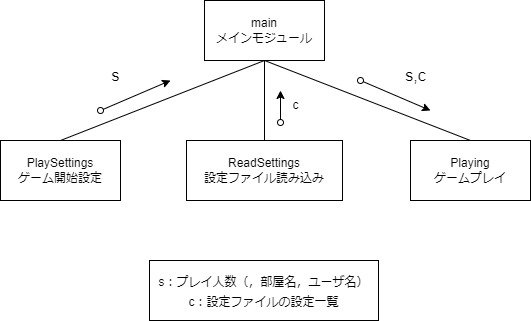 main
メインモジュール
S
c
S,C
PlaySettings
ゲーム開始設定
ReadSettings
設定ファイル読み込み
Playing
ゲームプレイ
s：プレイ人数（，部屋名，ユーザ名）
c：設定ファイルの設定一覧